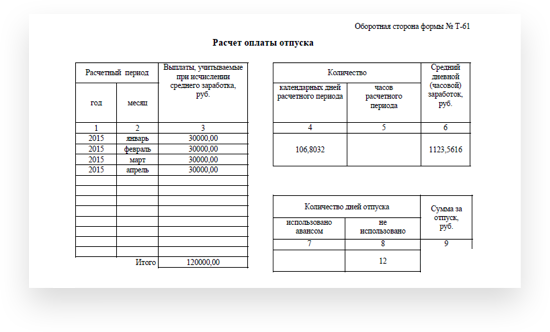 Оборотная сторона формы № Т-61
Расчет оплаты отпуска
Расчетный период
Выплаты, учитываемые
при исчислении
среднего заработка,
руб.
год
месяц
1 2 3
2015 январь 30000,00
2015 февраль 30000,00
2015 март 30000,00
2015 апрель 30000,00
Итого 120000,00
Количество
Средний
дневной
(часовой)
заработок,
руб.
календарных дней
расчетного периода
часов
расчетного
периода
4 5 6
106,8032 1123,5616
Количество дней отпуска
Сумма за
отпуск,
руб.
использовано
авансом
не
использовано
7 8 9
12